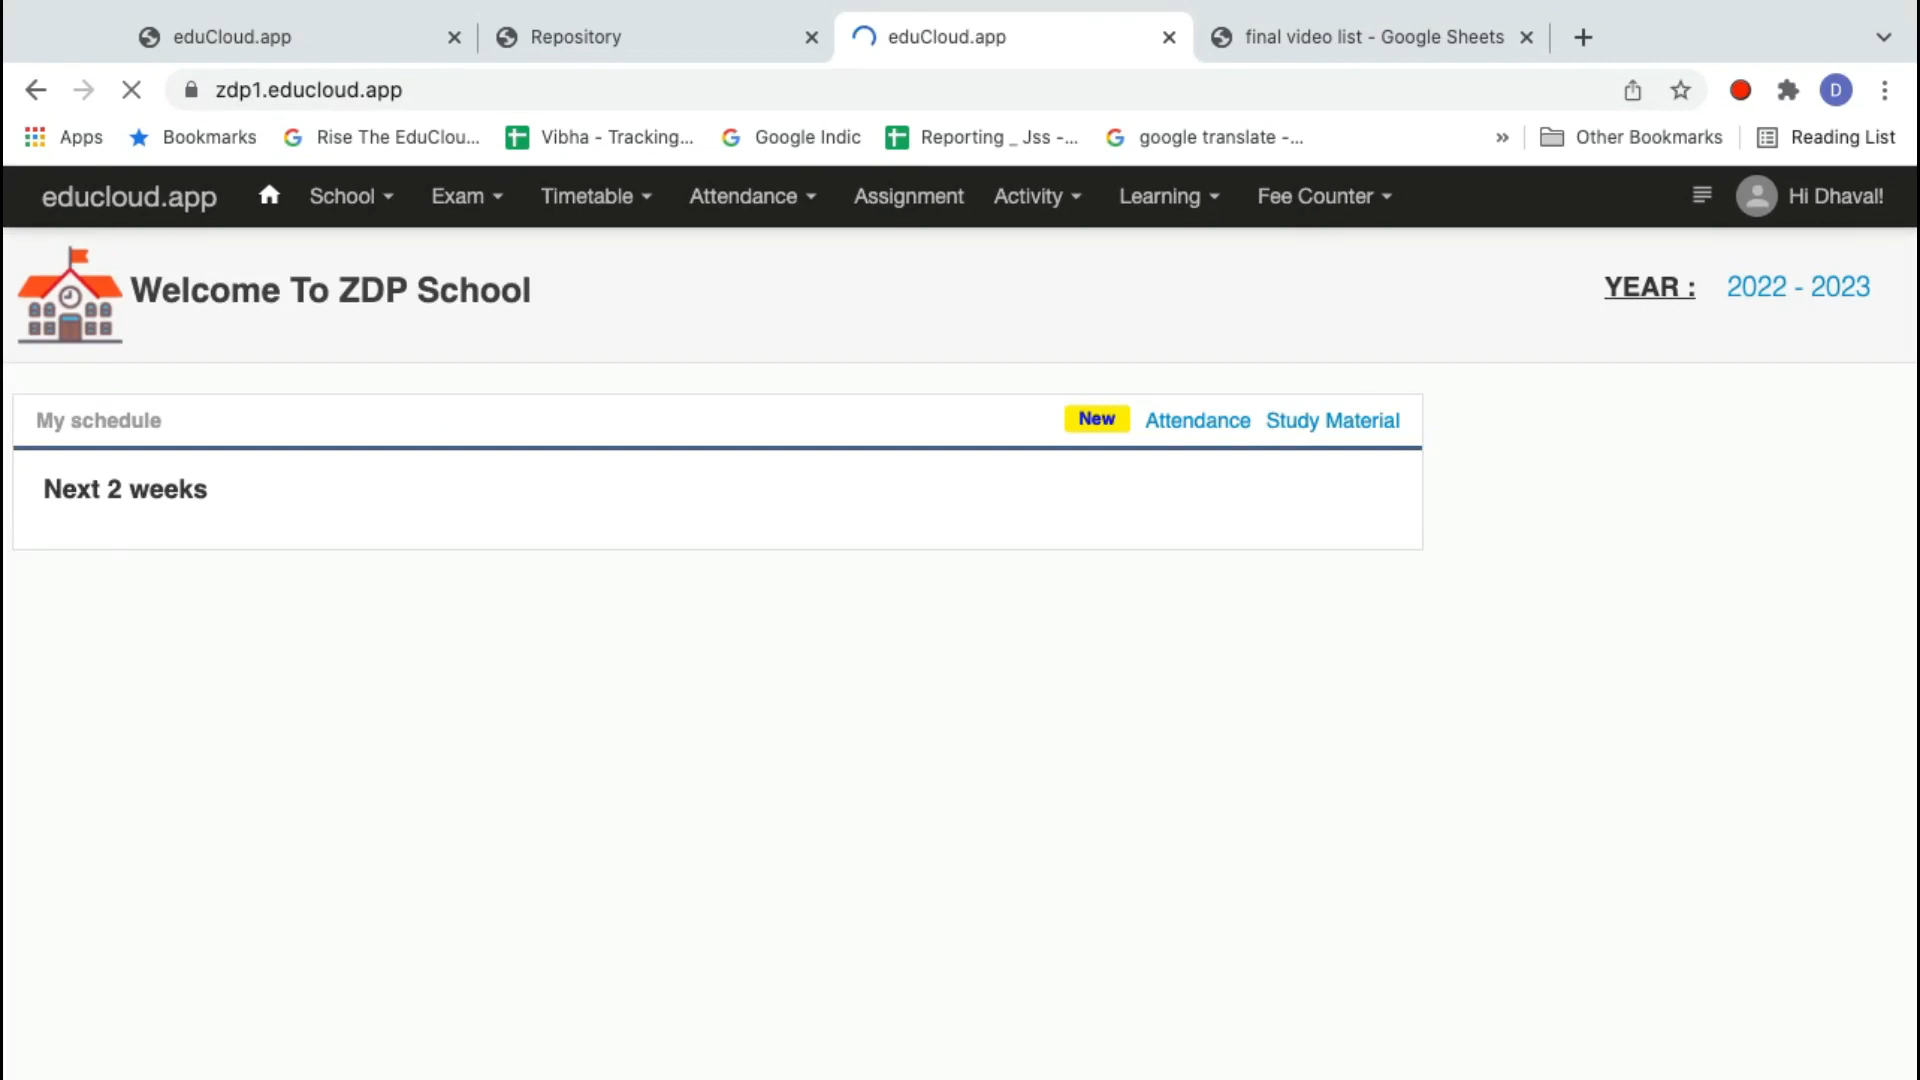 eduCloud.app
Repository
eduCloud.app
final video list - Google Sheets
zdp1.educloud.app
D
Apps
Bookmarks
Rise The EduClou...
Vibha - Tracking...
Google Indic
Reporting _ Jss -...
google translate -...
»
Other Bookmarks
Reading List
educloud.app
School
Exam
Timetable
Attendance
Assignment
Activity
Learning
Fee Counter
Hi Dhaval!
Welcome To ZDP School
YEAR : 2022 - 2023
My schedule
New
Attendance
Study Material
Next 2 weeks